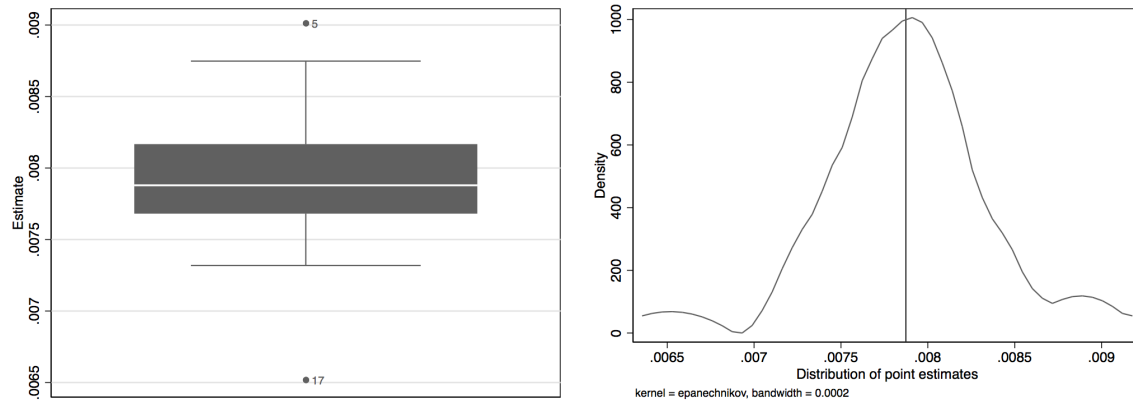 Estimate
.009
.0085
.008
.0075
.007
.0065
5
17
Density
1000
800
600
400
200
0
.0065 .007 .0075 .008 .0085 .009
Distribution of point estimates
kernel = epanechnikov, bandwidth = 0.0002